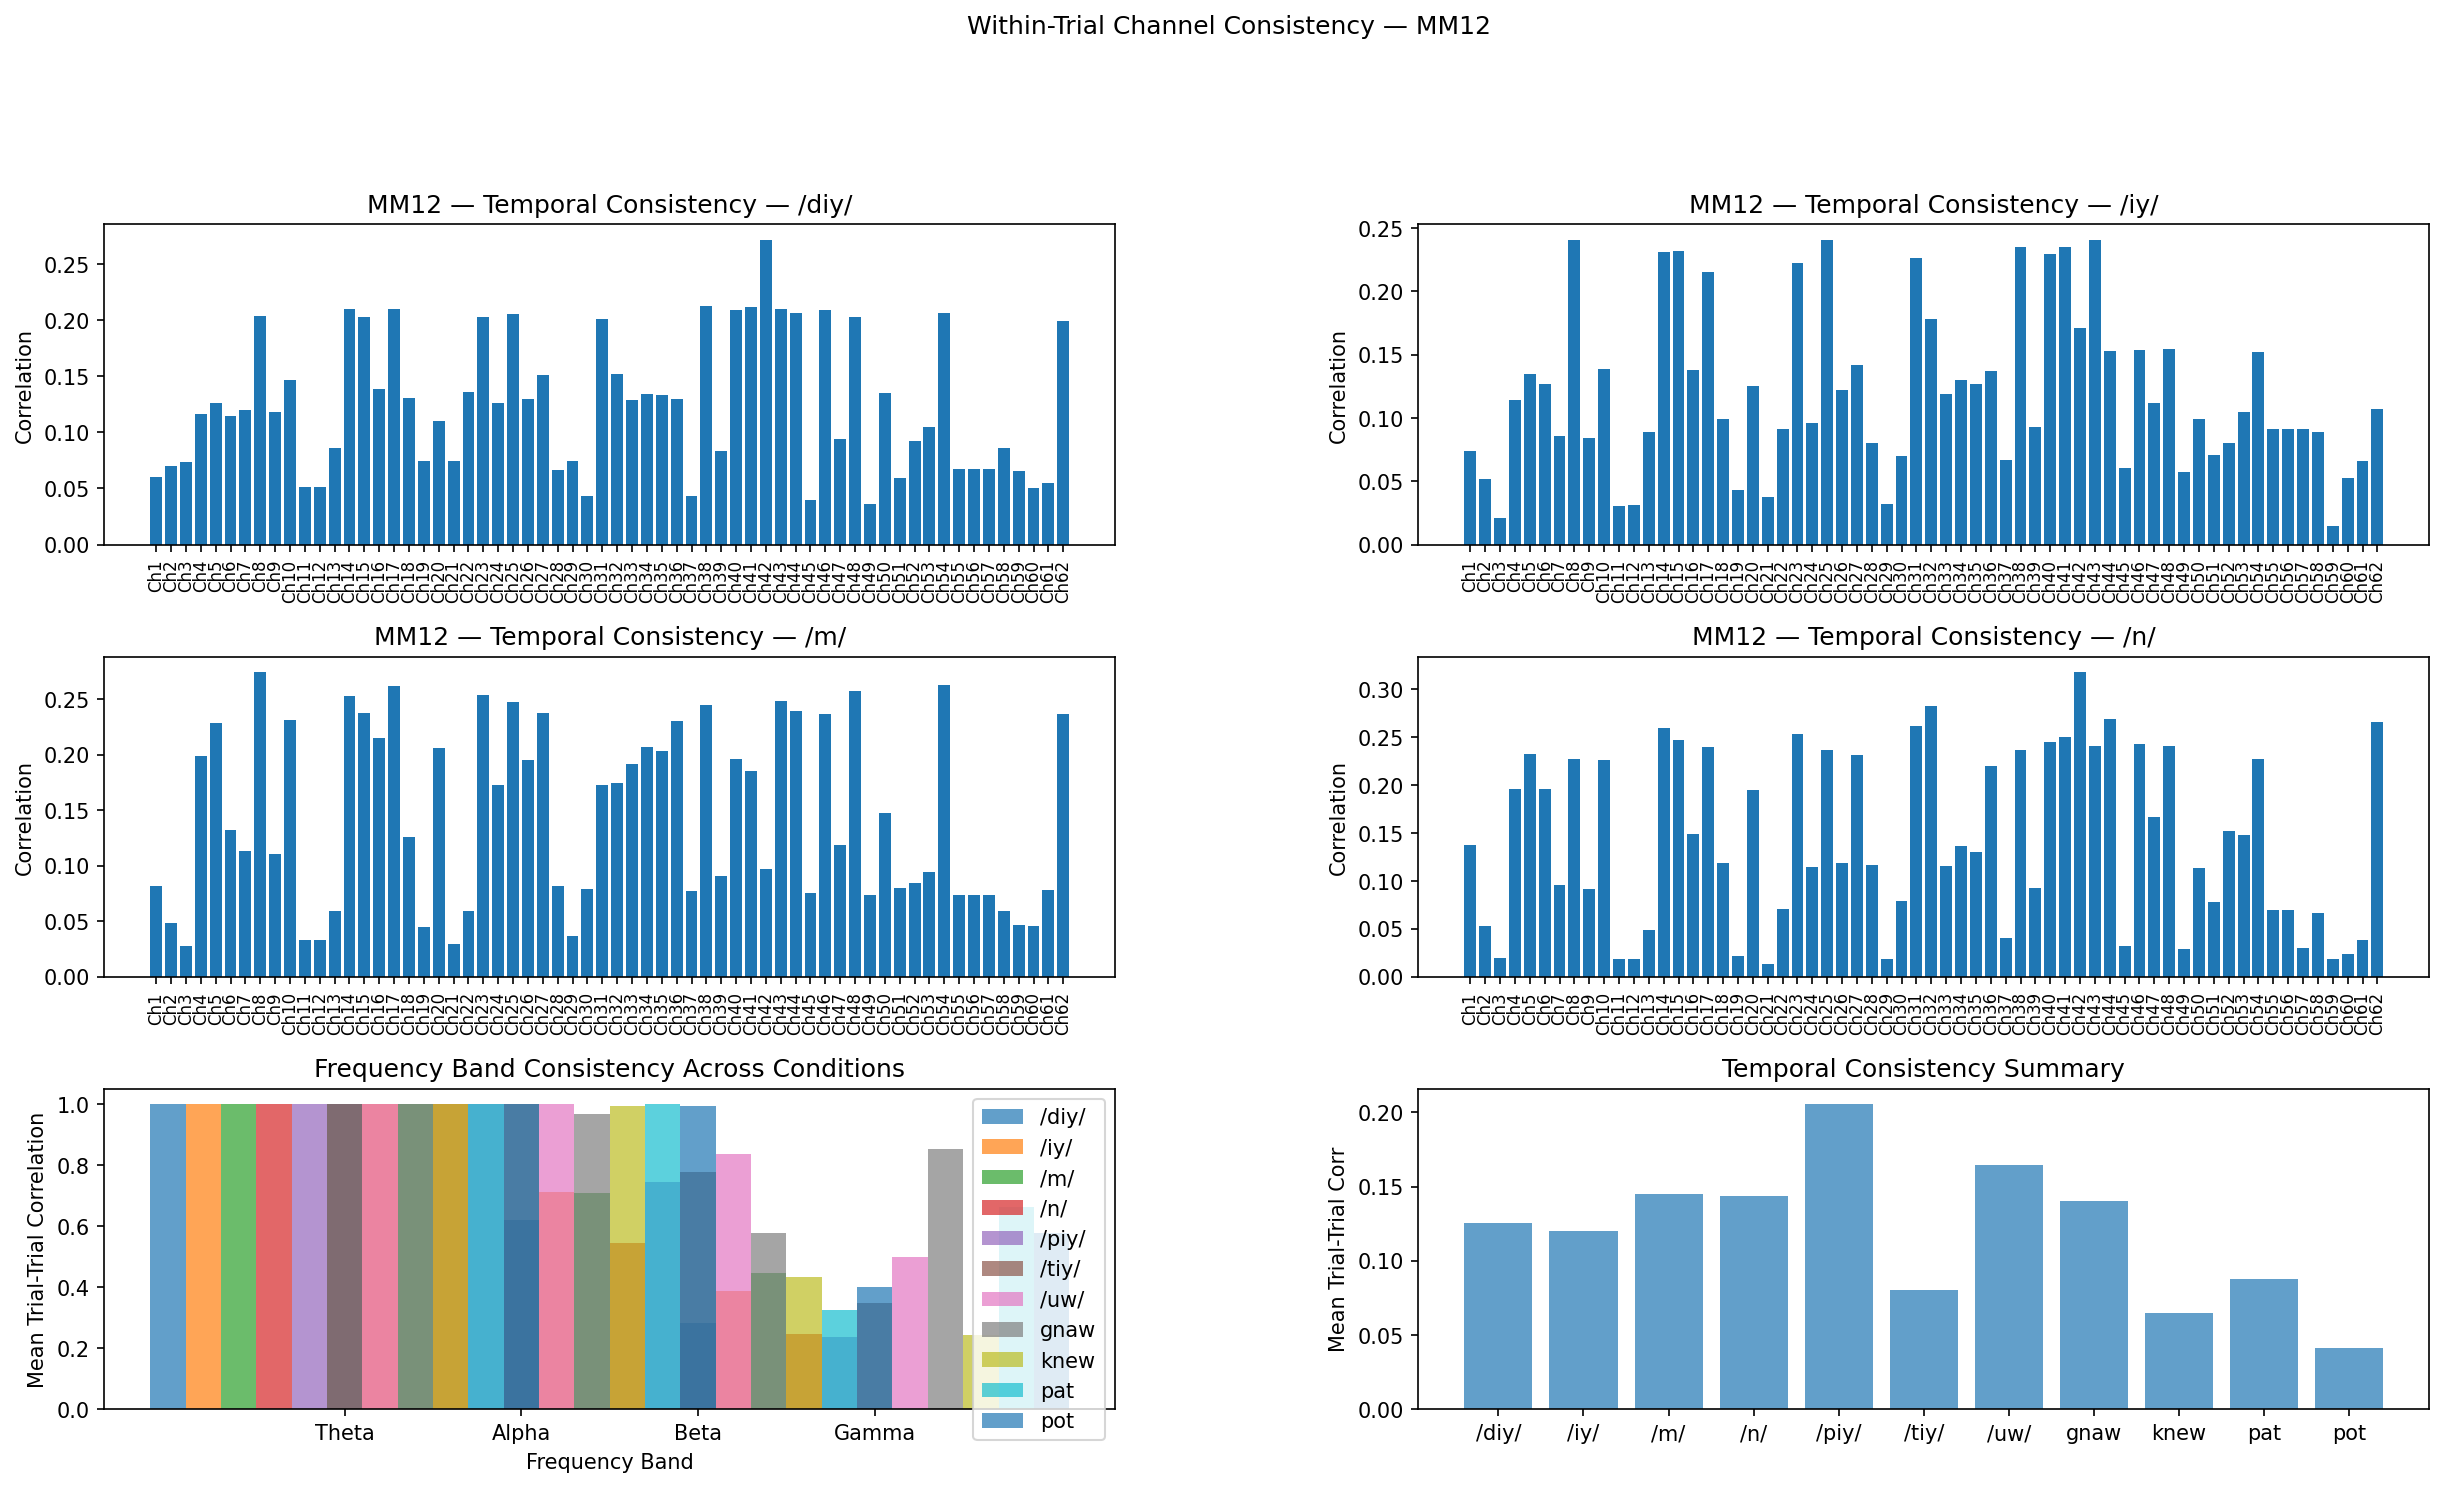 Within-Trial Channel Consistency — MM12
MM12 — Temporal Consistency — /diy/
Correlation
0.25
0.20
0.15
0.10
0.05
0.00
Ch1 Ch2 Ch3 Ch4 Ch5 Ch6 Ch7 Ch8 Ch9 Ch10 Ch11 Ch12 Ch13 Ch14 Ch15 Ch16 Ch17 Ch18 Ch19 Ch20 Ch21 Ch22 Ch23 Ch24 Ch25 Ch26 Ch27 Ch28 Ch29 Ch30 Ch31 Ch32 Ch33 Ch34 Ch35 Ch36 Ch37 Ch38 Ch39 Ch40 Ch41 Ch42 Ch43 Ch44 Ch45 Ch46 Ch47 Ch48 Ch49 Ch50 Ch51 Ch52 Ch53 Ch54 Ch55 Ch56 Ch57 Ch58 Ch59 Ch60 Ch61 Ch62
MM12 — Temporal Consistency — /iy/
Correlation
0.25
0.20
0.15
0.10
0.05
0.00
Ch1 Ch2 Ch3 Ch4 Ch5 Ch6 Ch7 Ch8 Ch9 Ch10 Ch11 Ch12 Ch13 Ch14 Ch15 Ch16 Ch17 Ch18 Ch19 Ch20 Ch21 Ch22 Ch23 Ch24 Ch25 Ch26 Ch27 Ch28 Ch29 Ch30 Ch31 Ch32 Ch33 Ch34 Ch35 Ch36 Ch37 Ch38 Ch39 Ch40 Ch41 Ch42 Ch43 Ch44 Ch45 Ch46 Ch47 Ch48 Ch49 Ch50 Ch51 Ch52 Ch53 Ch54 Ch55 Ch56 Ch57 Ch58 Ch59 Ch60 Ch61 Ch62
MM12 — Temporal Consistency — /m/
Correlation
0.25
0.20
0.15
0.10
0.05
0.00
Ch1 Ch2 Ch3 Ch4 Ch5 Ch6 Ch7 Ch8 Ch9 Ch10 Ch11 Ch12 Ch13 Ch14 Ch15 Ch16 Ch17 Ch18 Ch19 Ch20 Ch21 Ch22 Ch23 Ch24 Ch25 Ch26 Ch27 Ch28 Ch29 Ch30 Ch31 Ch32 Ch33 Ch34 Ch35 Ch36 Ch37 Ch38 Ch39 Ch40 Ch41 Ch42 Ch43 Ch44 Ch45 Ch46 Ch47 Ch48 Ch49 Ch50 Ch51 Ch52 Ch53 Ch54 Ch55 Ch56 Ch57 Ch58 Ch59 Ch60 Ch61 Ch62
MM12 — Temporal Consistency — /n/
Correlation
0.30
0.25
0.20
0.15
0.10
0.05
0.00
Ch1 Ch2 Ch3 Ch4 Ch5 Ch6 Ch7 Ch8 Ch9 Ch10 Ch11 Ch12 Ch13 Ch14 Ch15 Ch16 Ch17 Ch18 Ch19 Ch20 Ch21 Ch22 Ch23 Ch24 Ch25 Ch26 Ch27 Ch28 Ch29 Ch30 Ch31 Ch32 Ch33 Ch34 Ch35 Ch36 Ch37 Ch38 Ch39 Ch40 Ch41 Ch42 Ch43 Ch44 Ch45 Ch46 Ch47 Ch48 Ch49 Ch50 Ch51 Ch52 Ch53 Ch54 Ch55 Ch56 Ch57 Ch58 Ch59 Ch60 Ch61 Ch62
Frequency Band Consistency Across Conditions
Mean Trial-Trial Correlation
1.0
0.8
0.6
0.4
0.2
0.0
/diy/
/iy/
/m/
/n/
/piy/
/tiy/
/uw/
gnaw
knew
pat
pot
Theta Alpha Beta Gamma
Frequency Band
Temporal Consistency Summary
Mean Trial-Trial Corr
0.20
0.15
0.10
0.05
0.00
/diy/ /iy/ /m/ /n/ /piy/ /tiy/ /uw/ gnaw knew pat pot